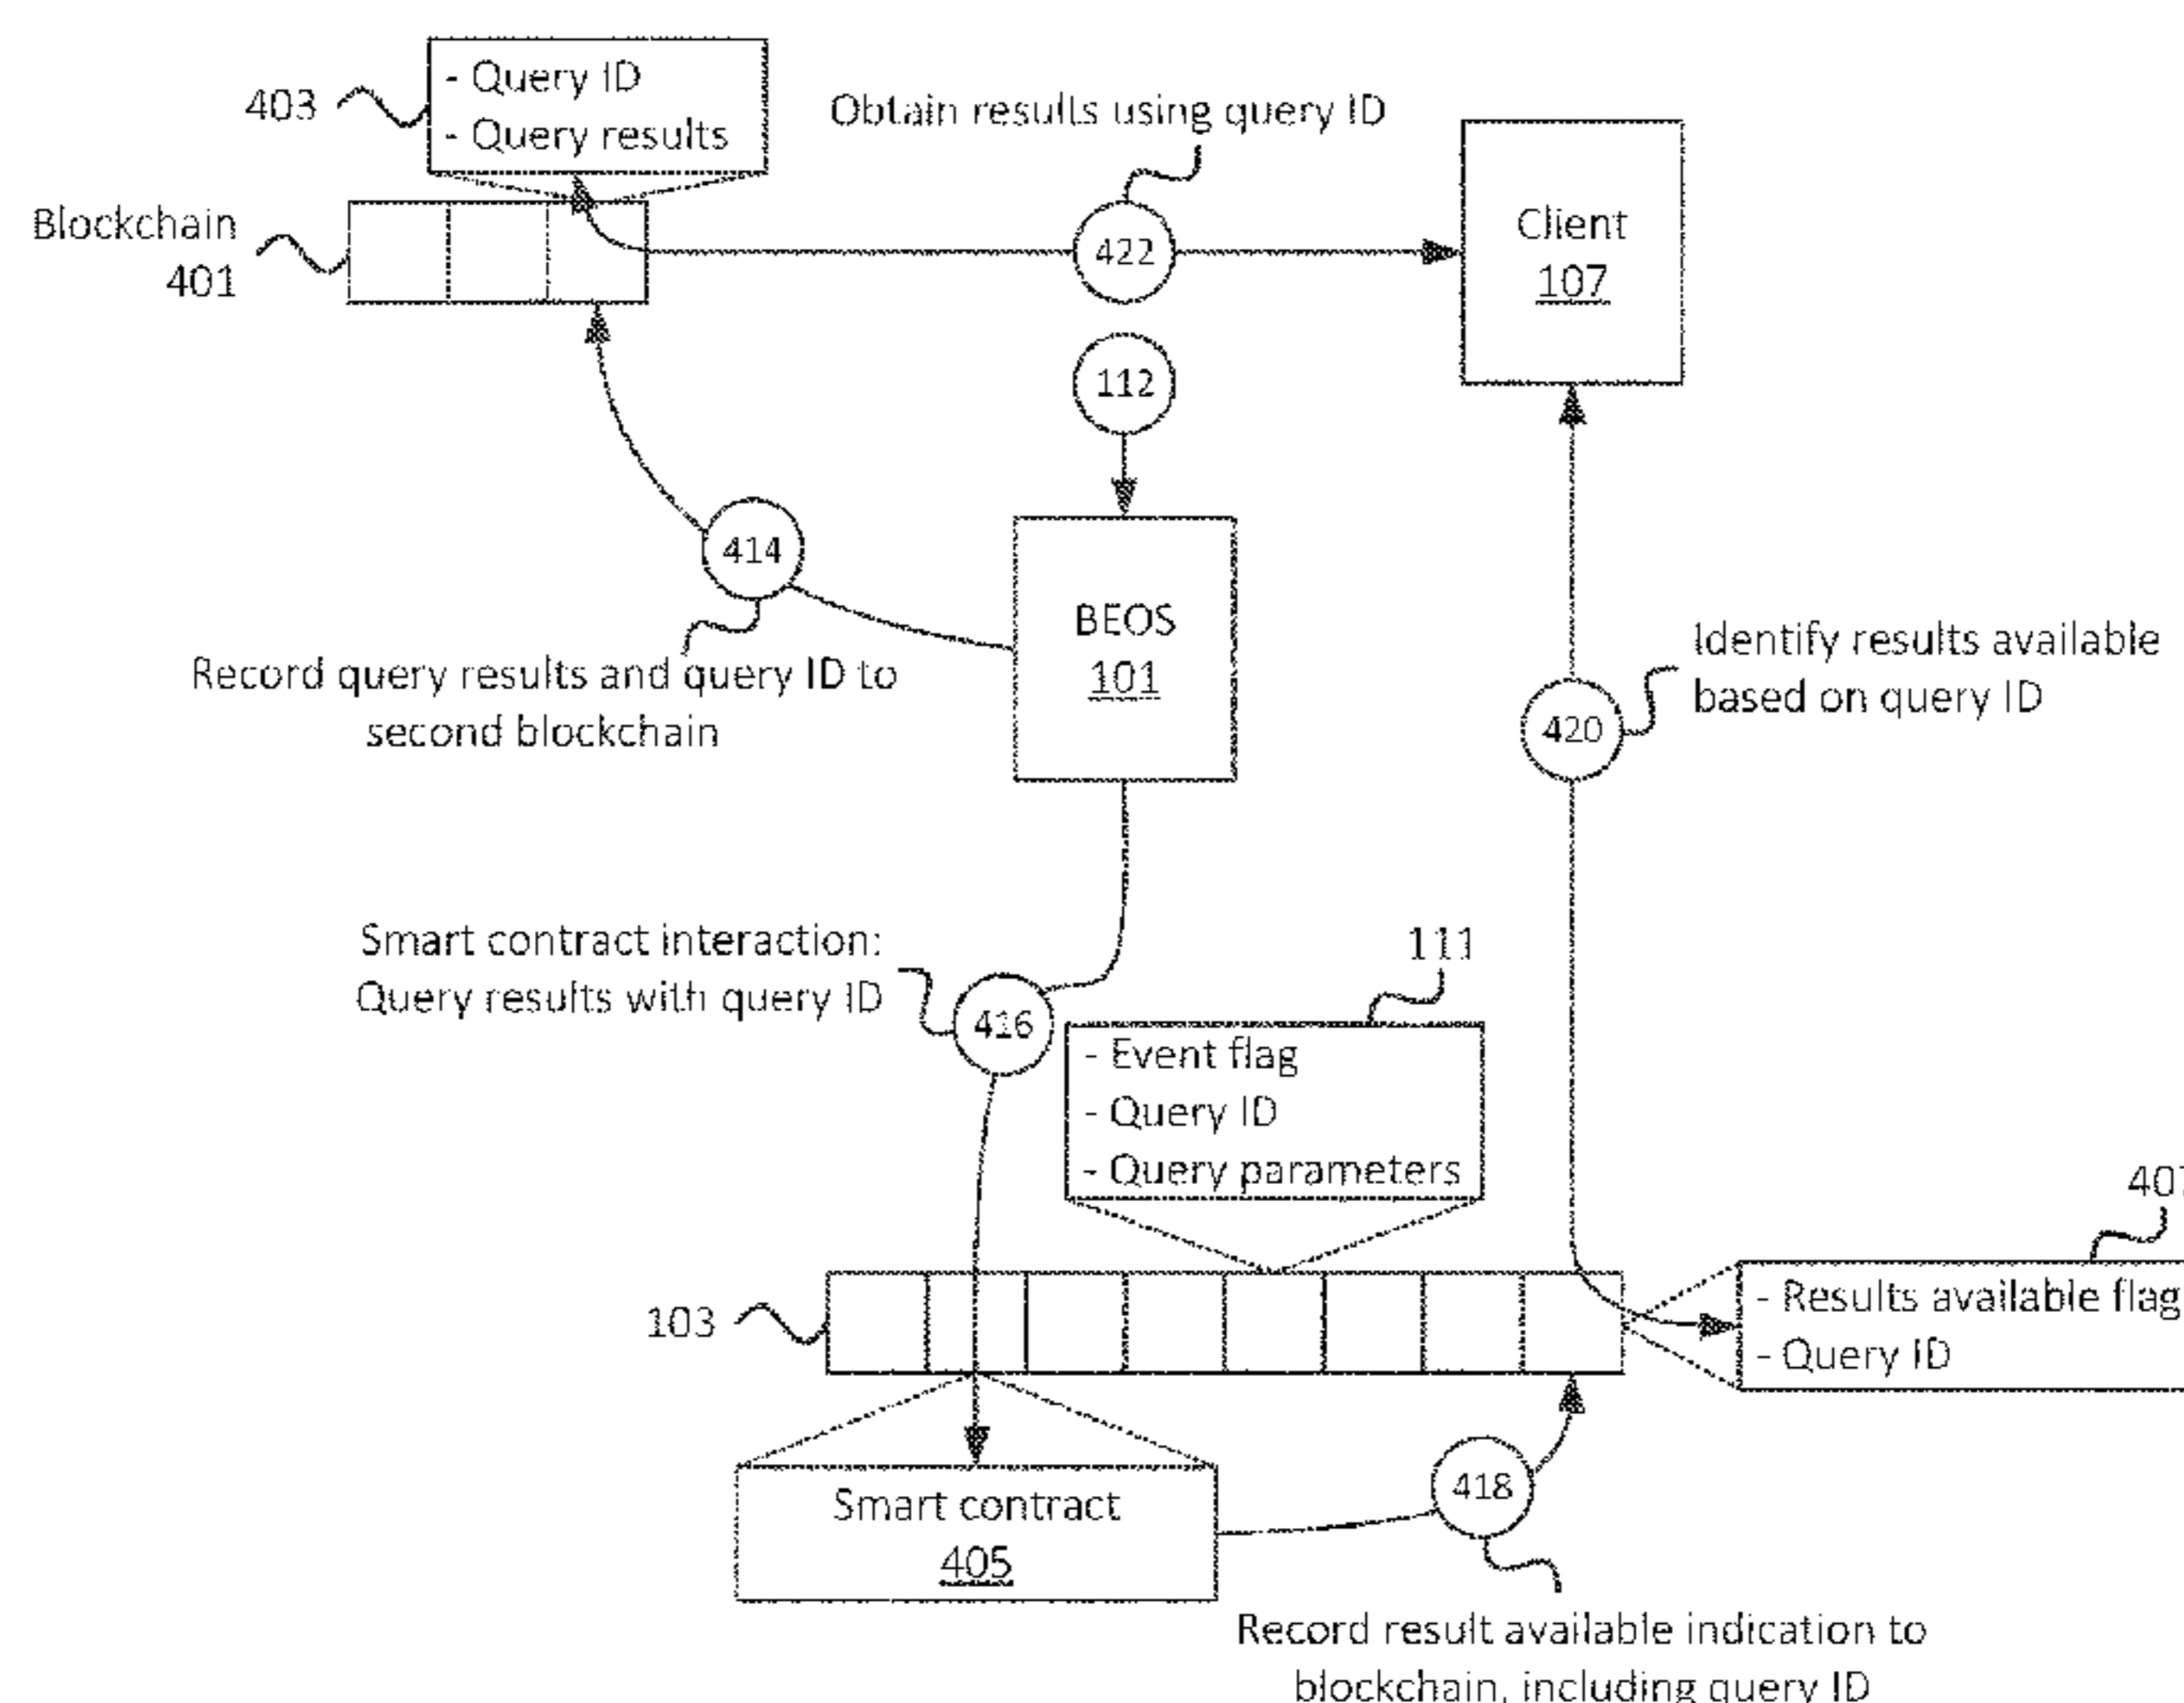 - Query ID
- Query results
403
Obtain results using query ID
Blockchain
401
422
Client
107
112
414
BEOS
101
Record query results and query ID to
second blockchain
Identify results available
based on query ID
420
Smart contract interaction:
Query results with query ID
416
111
- Event flag
- Query ID
- Query parameters
103
- Results available flag
- Query ID
Smart contract
405
418
Record result available indication to
blockchain, including query ID